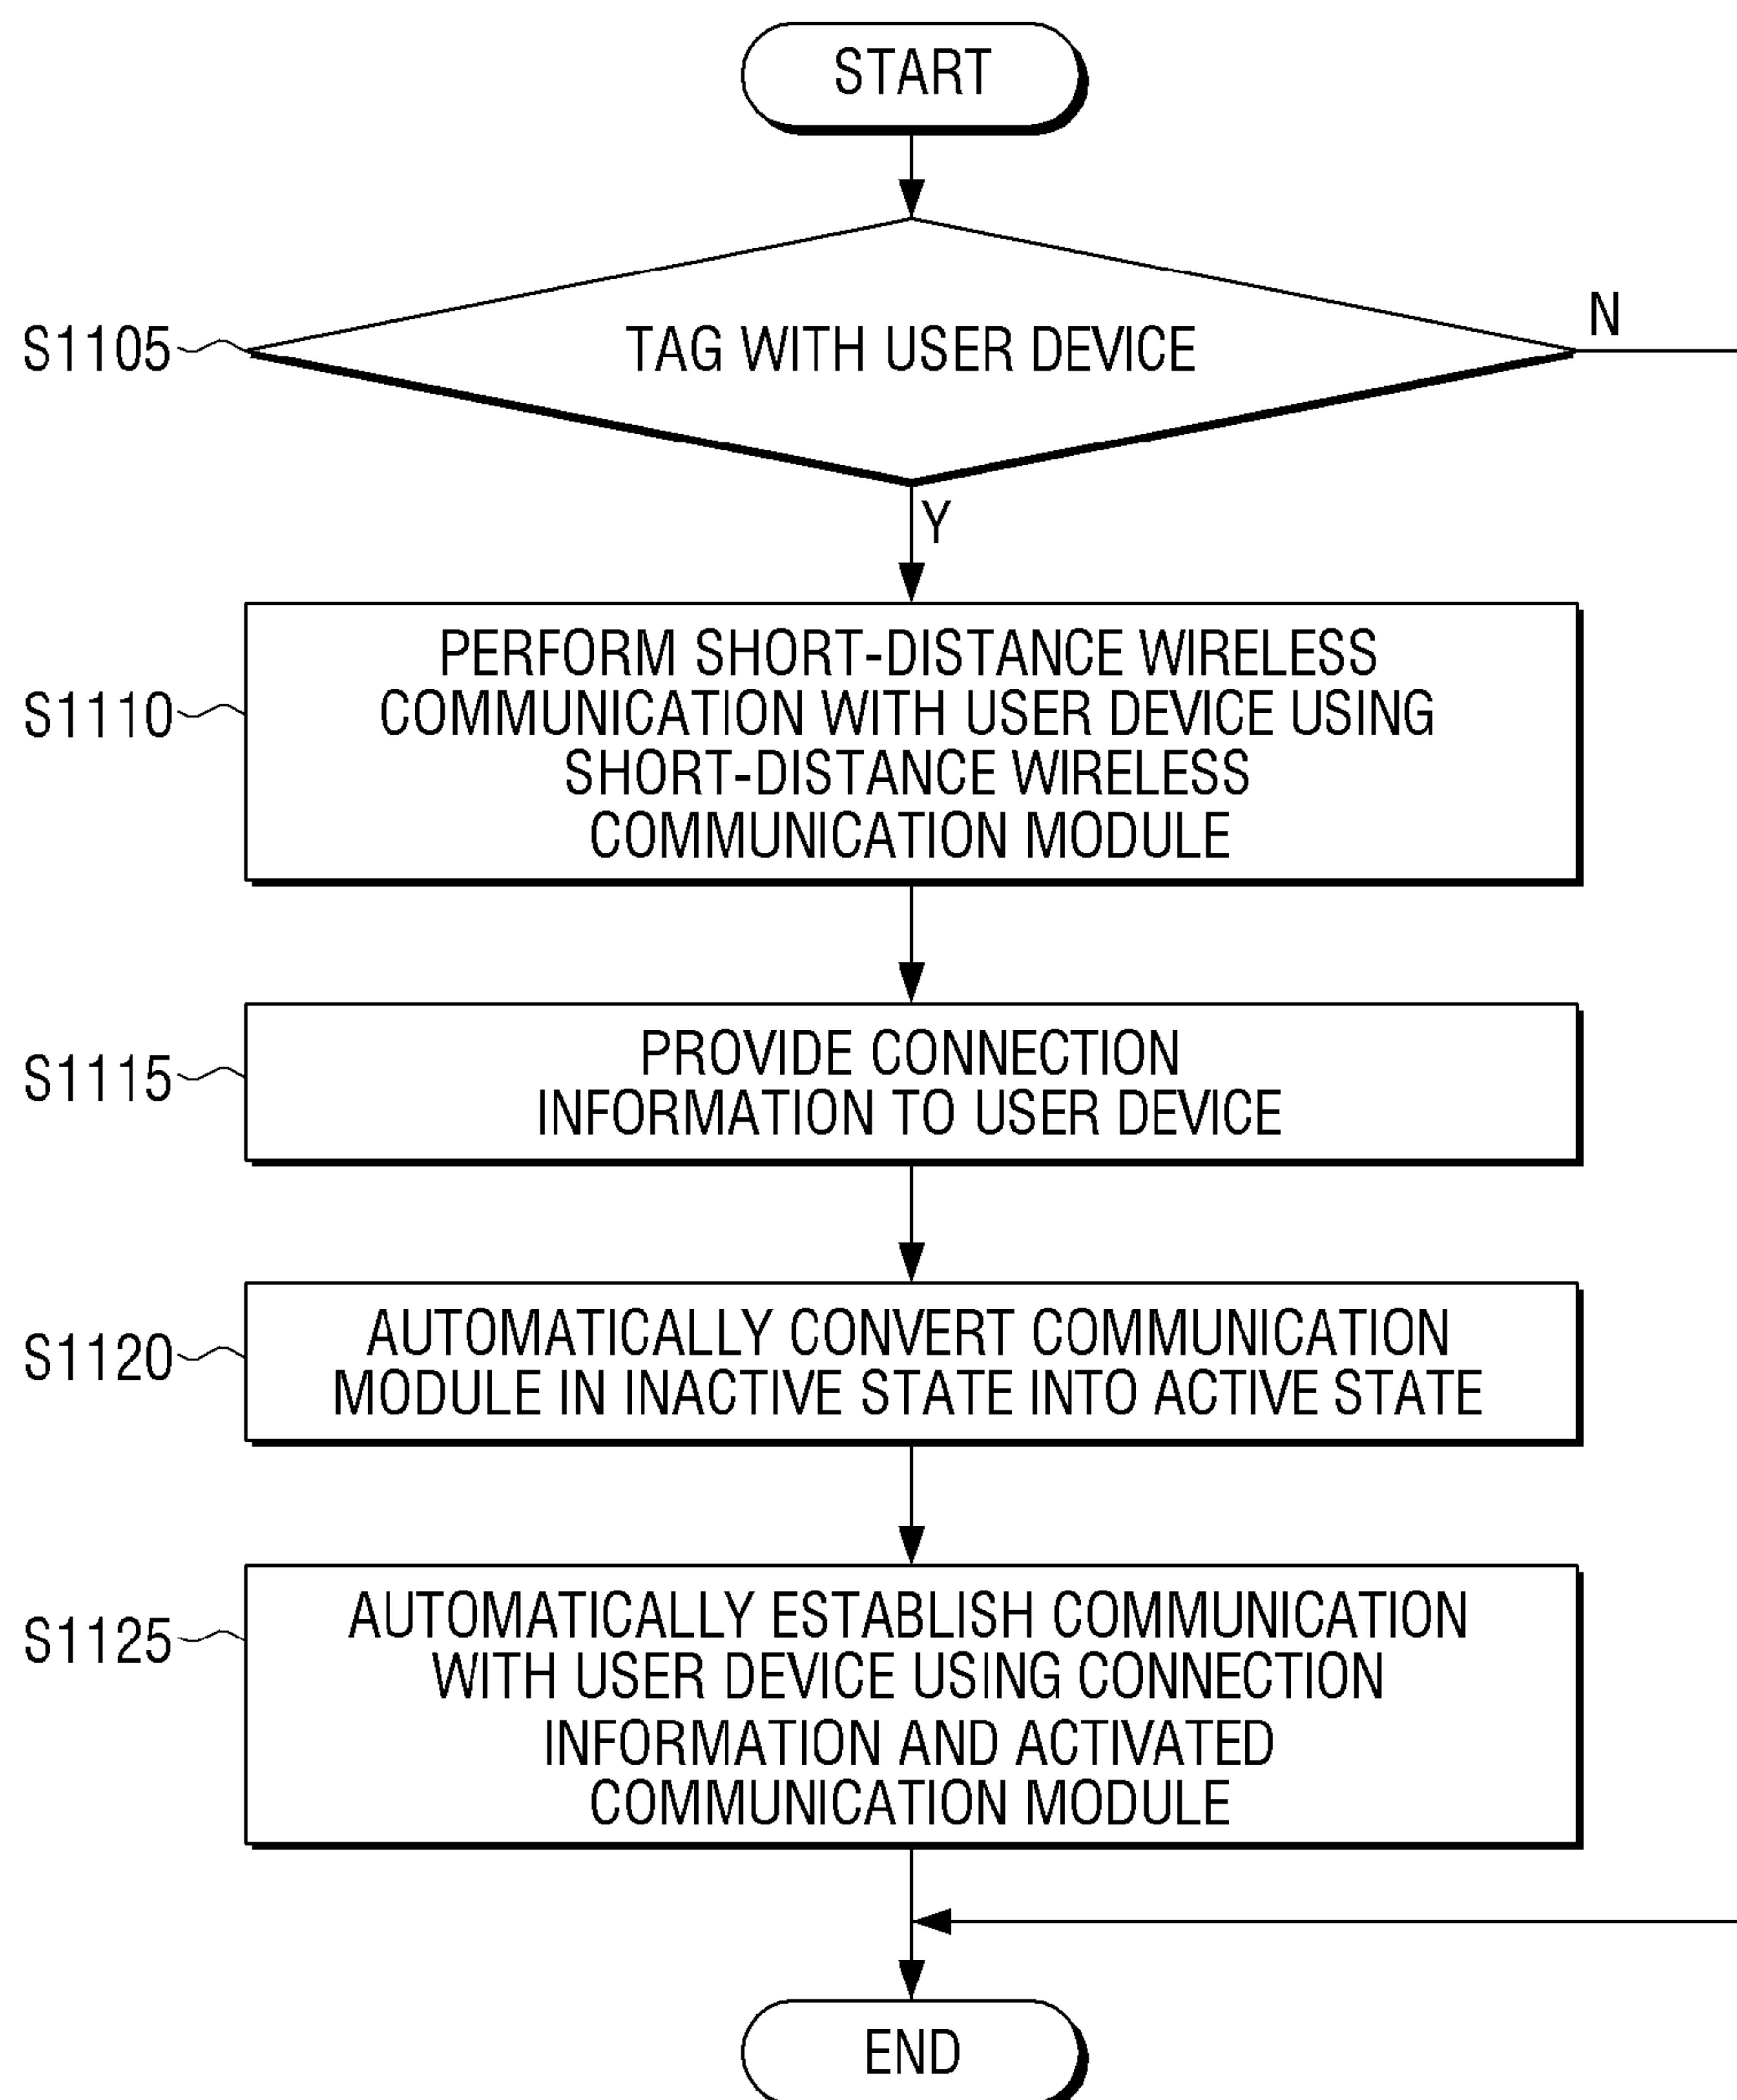 START
S1105
TAG WITH USER DEVICE
N
Y
S1110
PERFORM SHORT-DISTANCE WIRELESS
COMMUNICATION WITH USER DEVICE USING
SHORT-DISTANCE WIRELESS
COMMUNICATION MODULE
S1115
PROVIDE CONNECTION
INFORMATION TO USER DEVICE
S1120
AUTOMATICALLY CONVERT COMMUNICATION
MODULE IN INACTIVE STATE INTO ACTIVE STATE
S1125
AUTOMATICALLY ESTABLISH COMMUNICATION
WITH USER DEVICE USING CONNECTION
INFORMATION AND ACTIVATED
COMMUNICATION MODULE
END